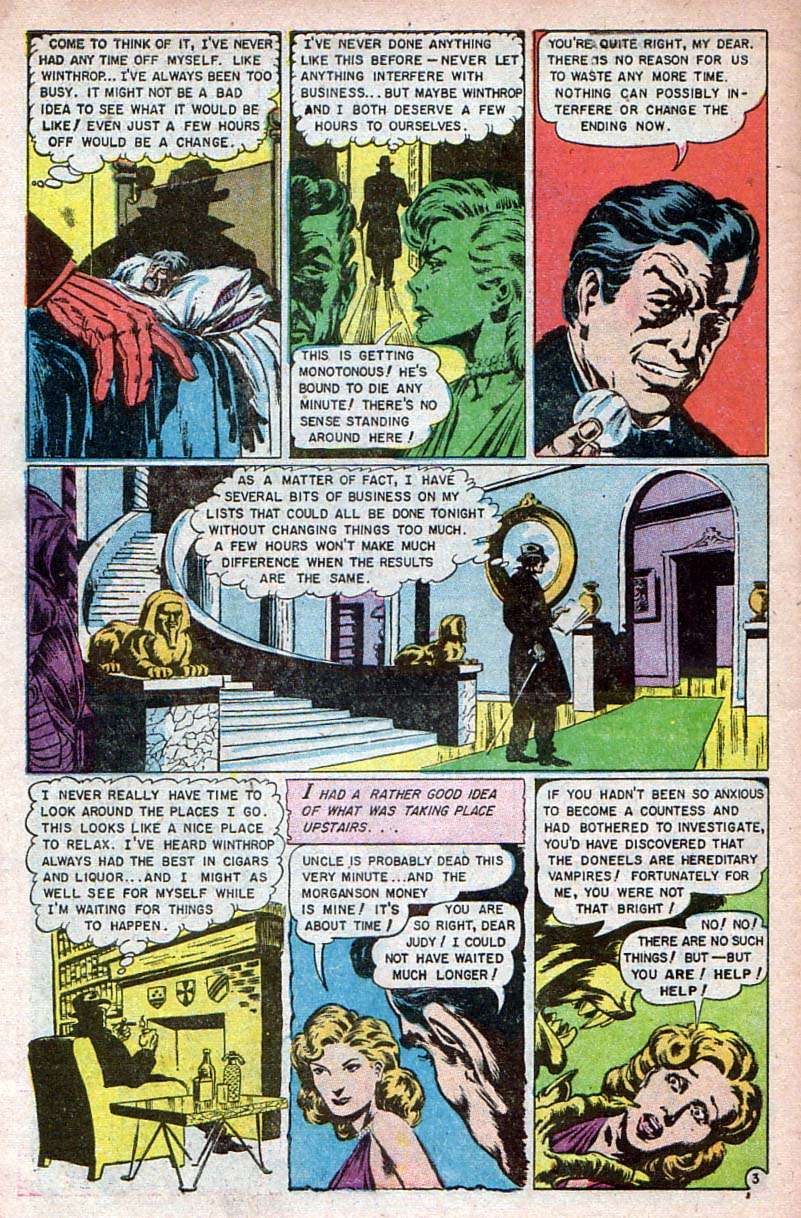 COME TO THINK OF IT, I'VE NEVER
HAD ANY TIME OFF MYSELF. LIKE
WINTHROP... I'VE ALWAYS BEEN TOO
BUSY. IT MIGHT NOT BE A BAD
IDEA TO SEE WHAT IT WOULD BE
LIKE! EVEN JUST A FEW HOURS
OFF WOULD BE A CHANGE.
I'VE NEVER DONE ANYTHING
LIKE THIS BEFORE — NEVER LET
ANYTHING INTERFERE WITH
BUSINESS... BUT MAYBE WINTHROP
AND I BOTH DESERVE A FEW
HOURS TO OURSELVES.
THIS IS GETTING
MONOTONOUS! HE'S
BOUND TO DIE ANY
MINUTE! THERE'S NO
SENSE STANDING
AROUND HERE!
YOU'RE QUITE RIGHT, MY DEAR.
THERE IS NO REASON FOR US
TO WASTE ANY MORE TIME.
NOTHING CAN POSSIBLY IN-
TERFERE OR CHANGE THE
ENDING NOW.
AS A MATTER OF FACT, I HAVE
SEVERAL BITS OF BUSINESS ON MY
LISTS THAT COULD ALL BE DONE TONIGHT
WITHOUT CHANGING THINGS TOO MUCH.
A FEW HOURS WON'T MAKE MUCH
DIFFERENCE WHEN THE RESULTS
ARE THE SAME.
I NEVER REALLY HAVE TIME TO
LOOK AROUND THE PLACES I GO.
THIS LOOKS LIKE A NICE PLACE
TO RELAX. I'VE HEARD WINTHROP
ALWAYS HAD THE BEST IN CIGARS
AND LIQUOR...AND I MIGHT AS
WELL SEE FOR MYSELF WHILE
I'M WAITING FOR THINGS
TO HAPPEN.
I HAD A RATHER GOOD IDEA
OF WHAT WAS TAKING PLACE
UPSTAIRS...
UNCLE IS PROBABLY DEAD THIS
VERY MINUTE...AND THE
MORGANSON MONEY
IS MINE! IT'S
ABOUT TIME!
YOU ARE
SO RIGHT, DEAR
JUDY! I COULD
NOT HAVE WAITED
MUCH LONGER!
IF YOU HADN'T BEEN SO ANXIOUS
TO BECOME A COUNTESS AND
HAD BOTHERED TO INVESTIGATE,
YOU'D HAVE DISCOVERED THAT
THE DONEELS ARE HEREDITARY
VAMPIRES! FORTUNATELY FOR
ME, YOU WERE NOT
THAT BRIGHT!
NO! NO!
THERE ARE NO SUCH
THINGS! BUT—BUT
YOU ARE! HELP!
HELP!
3